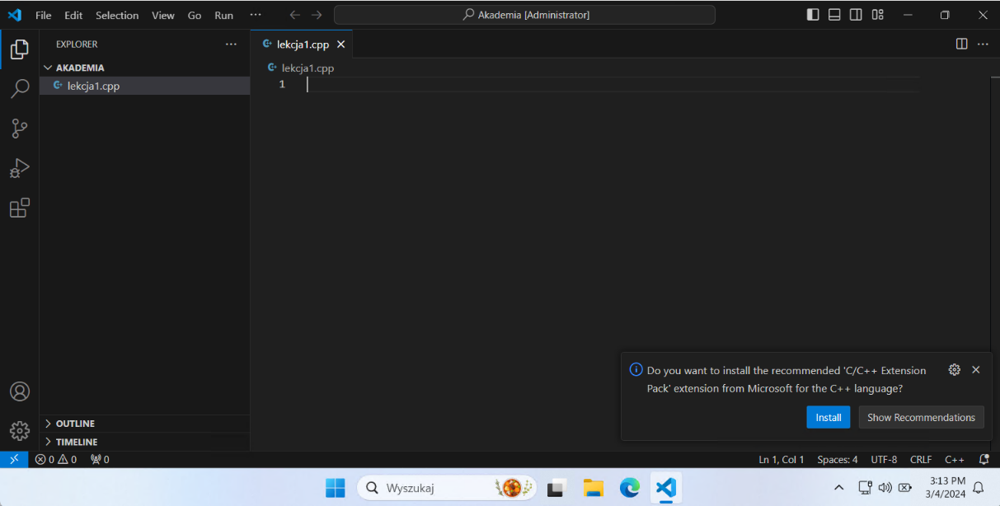 File Edit Selection View Go Run ··· Akademia [Administrator]
EXPLORER ···
lekcja1.cpp
AKADEMIA
lekcja1.cpp
lekcja1.cpp
1
Do you want to install the recommended 'C/C++ Extension
Pack' extension from Microsoft for the C++ language?
Install Show Recommendations
OUTLINE
TIMELINE
0 0 0 Ln 1, Col 1 Spaces: 4 UTF-8 CRLF C++
Wyszukaj
3:13 PM
3/4/2024